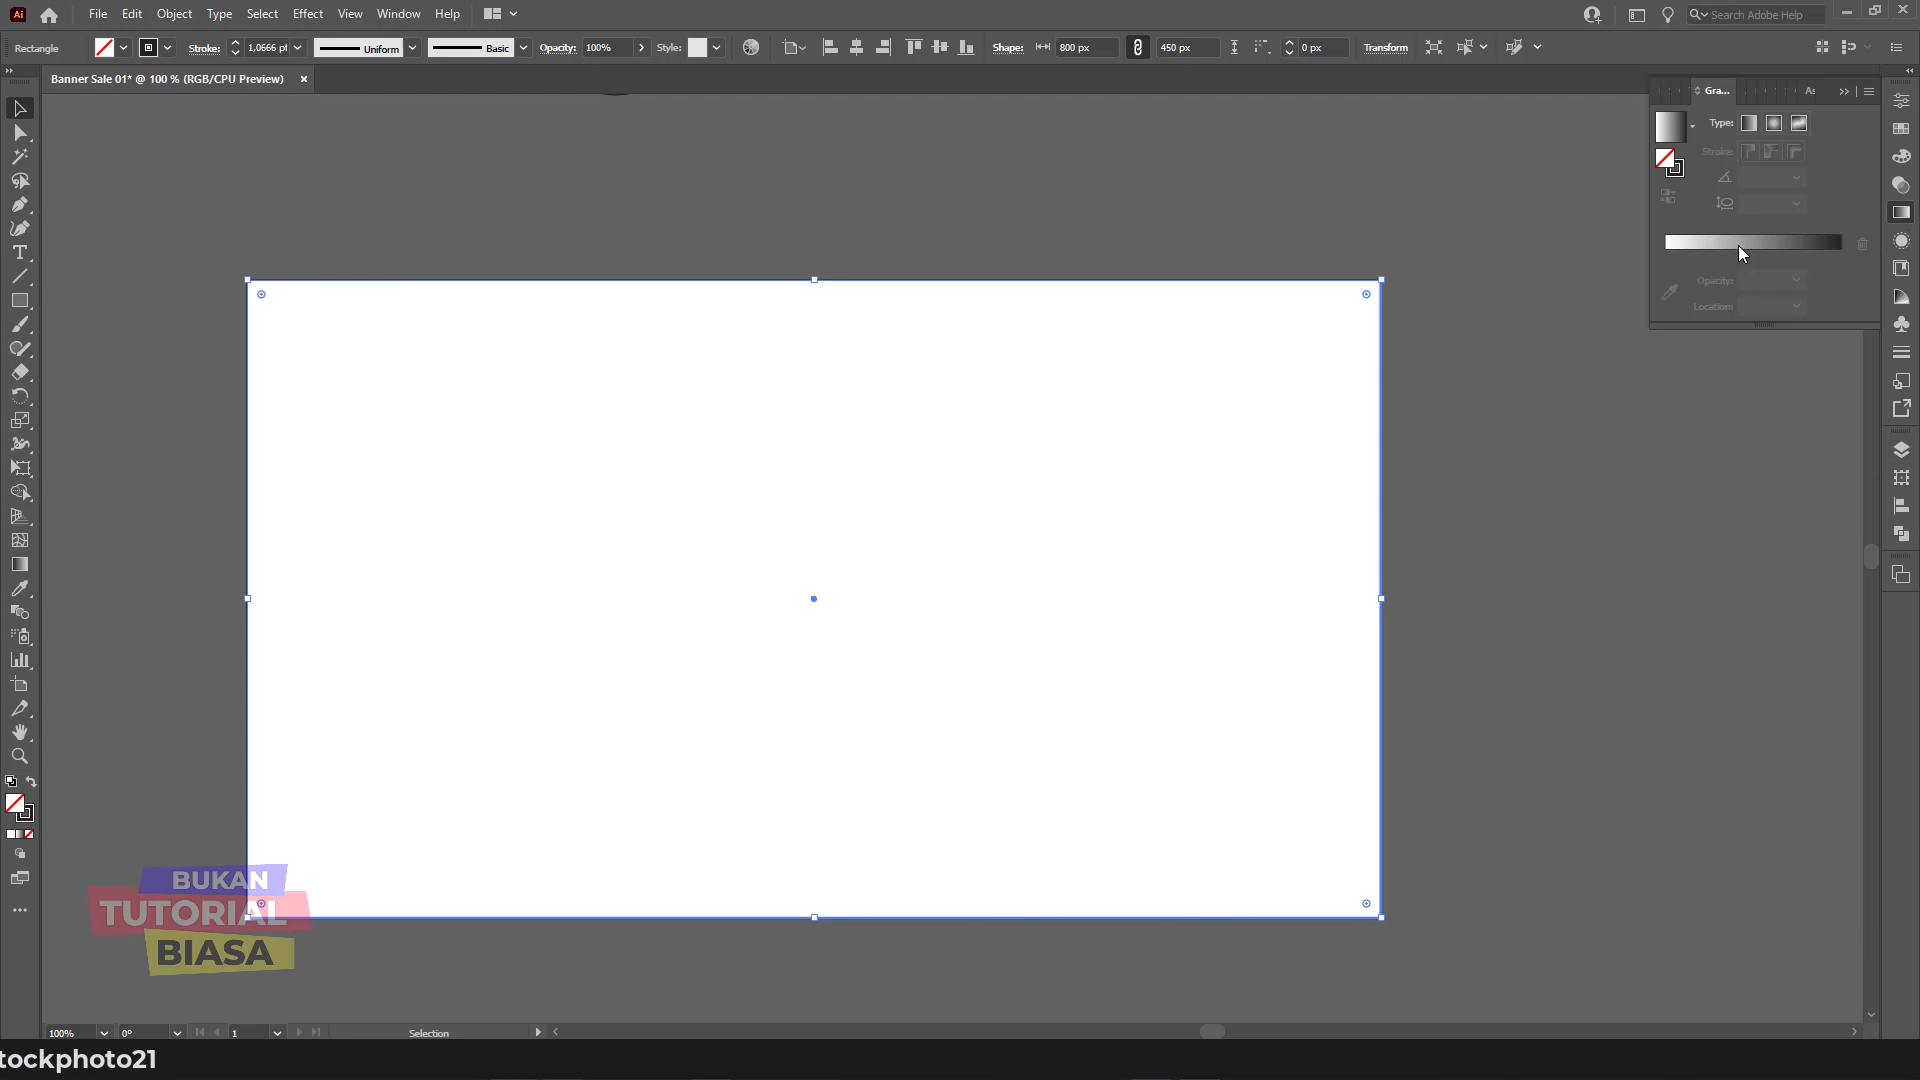 File Edit Object Type Select Effect View Window Help
Search Adobe Help
Rectangle Stroke: 1,0666 pt Uniform Basic Opacity: 100% Style: Shape: 800 px 450 px 0 px Transform
Banner Sale 01* @ 100 % (RGB/CPU Preview)
Gra...
Type:
Stroke:
Opacity:
Location:
BUKAN
TUTORIAL
BIASA
100% 0° 1 Selection
tockphoto21